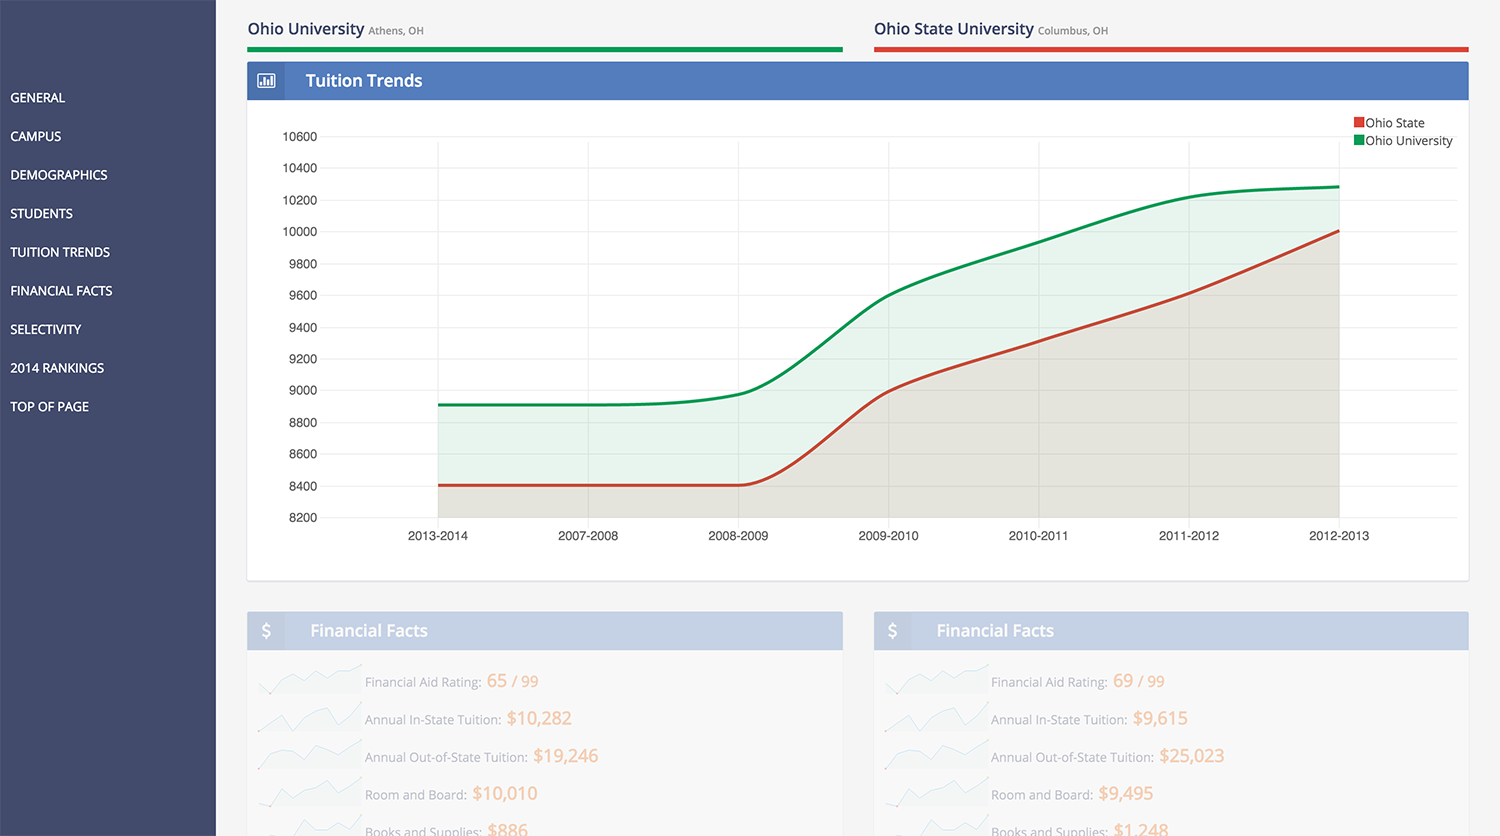 GENERAL
CAMPUS
DEMOGRAPHICS
STUDENTS
TUITION TRENDS
FINANCIAL FACTS
SELECTIVITY
2014 RANKINGS
TOP OF PAGE
Ohio University Athens, OH
Ohio State University Columbus, OH
Tuition Trends
Ohio State
Ohio University
10600
10400
10200
10000
9800
9600
9400
9200
9000
8800
8600
8400
8200
2013-2014 2007-2008 2008-2009 2009-2010 2010-2011 2011-2012 2012-2013
$ Financial Facts
Financial Aid Rating: 65 / 99
Annual In-State Tuition: $10,282
Annual Out-of-State Tuition: $19,246
Room and Board: $10,010
Books and Supplies: $886
$ Financial Facts
Financial Aid Rating: 69 / 99
Annual In-State Tuition: $9,615
Annual Out-of-State Tuition: $25,023
Room and Board: $9,495
Books and Supplies: $1,248